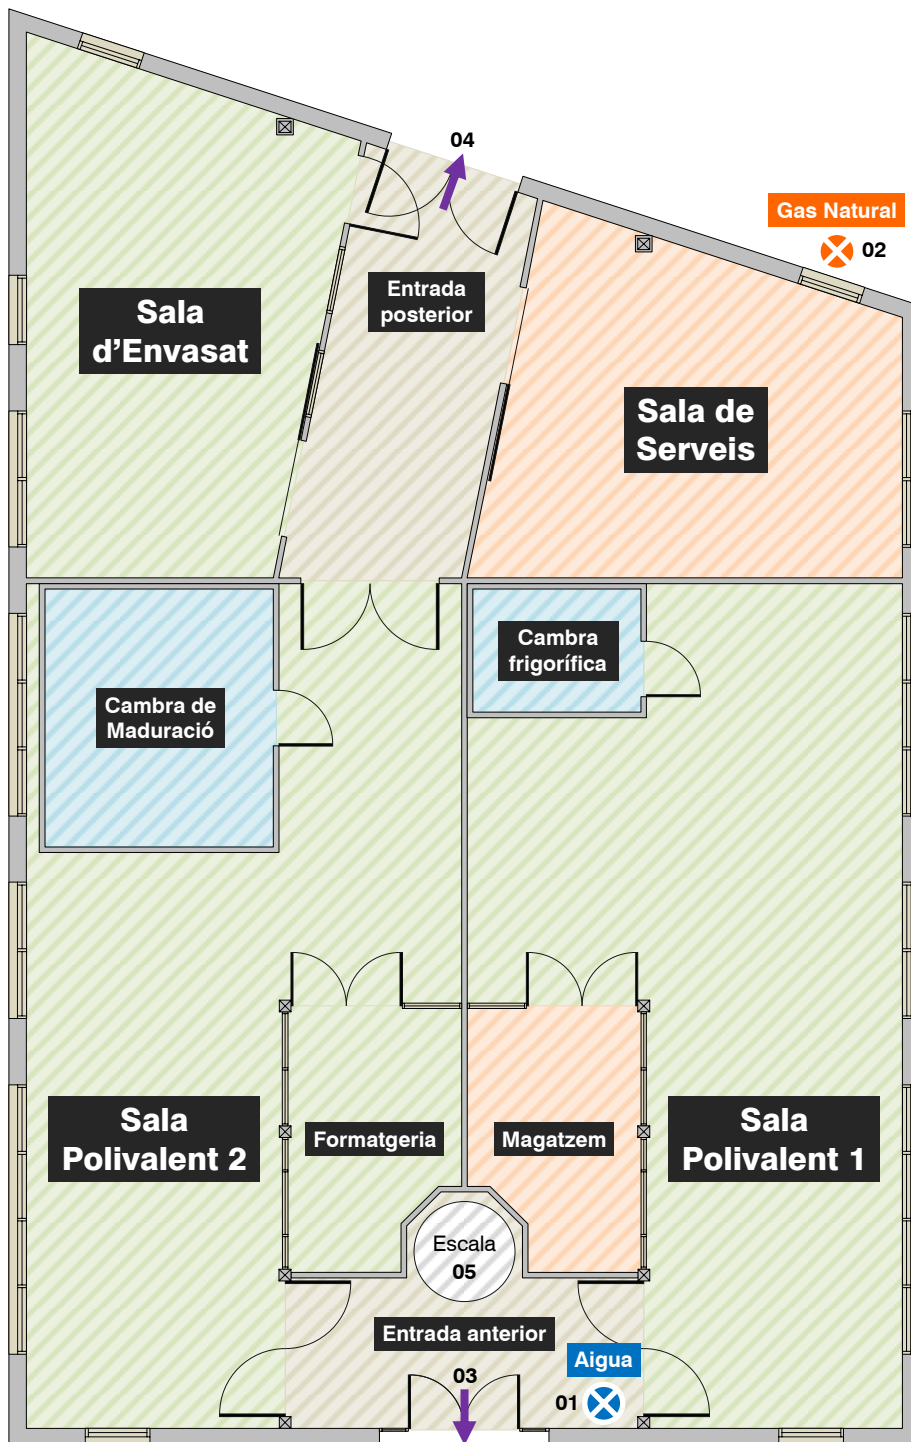 04
Gas Natural
02
Entrada
posterior
Sala
d’Envasat
Sala de
Serveis
Cambra
frigorífica
Cambra de
Maduració
Sala
Polivalent 2
Formatgeria
Magatzem
Sala
Polivalent 1
Escala
05
Entrada anterior
Aigua
03
01